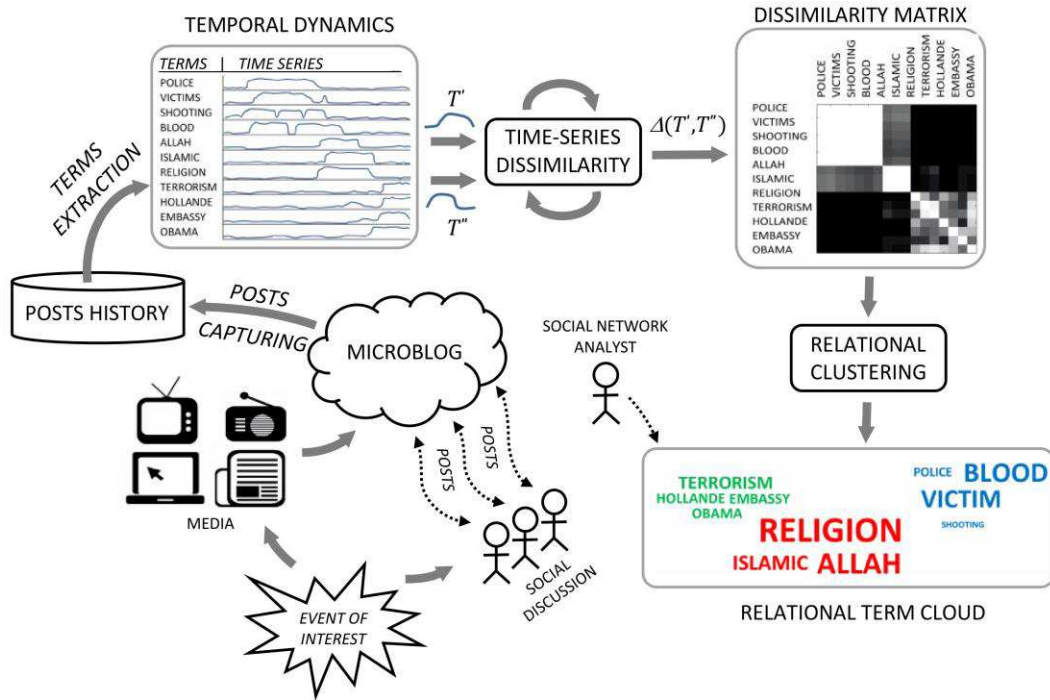 TEMPORAL DYNAMICS
TERMS | TIME SERIES
POLICE
VICTIMS
SHOOTING
BLOOD
ALLAH
ISLAMIC
RELIGION
TERRORISM
HOLLANDE
EMBASSY
OBAMA
T'
T"
TIME-SERIES
DISSIMILARITY
Δ(T',T")
DISSIMILARITY MATRIX
POLICE
VICTIMS
SHOOTING
BLOOD
ALLAH
ISLAMIC
RELIGION
TERRORISM
HOLLANDE
EMBASSY
OBAMA
POLICE
VICTIMS
SHOOTING
BLOOD
ALLAH
ISLAMIC
RELIGION
TERRORISM
HOLLANDE
EMBASSY
OBAMA
TERMS
EXTRACTION
POSTS HISTORY
POSTS
CAPTURING
MICROBLOG
SOCIAL NETWORK
ANALYST
RELATIONAL
CLUSTERING
MEDIA
POSTS
POSTS
SOCIAL
DISCUSSION
EVENT OF
INTEREST
TERRORISM
HOLLANDE EMBASSY
OBAMA
POLICE BLOOD
VICTIM
SHOOTING
RELIGION
ISLAMIC ALLAH
RELATIONAL TERM CLOUD